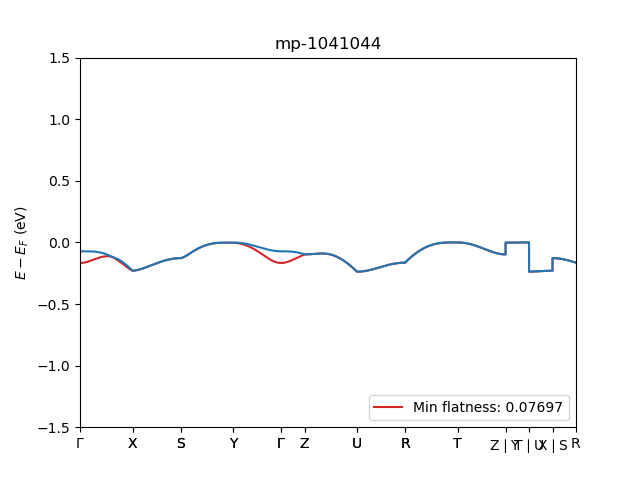 mp-1041044
1.5
1.0
0.5
0.0
−0.5
−1.0
−1.5
E − E_F (eV)
Min flatness: 0.07697
Γ X S Y Γ Z U R T Z | Y T | U X | S R